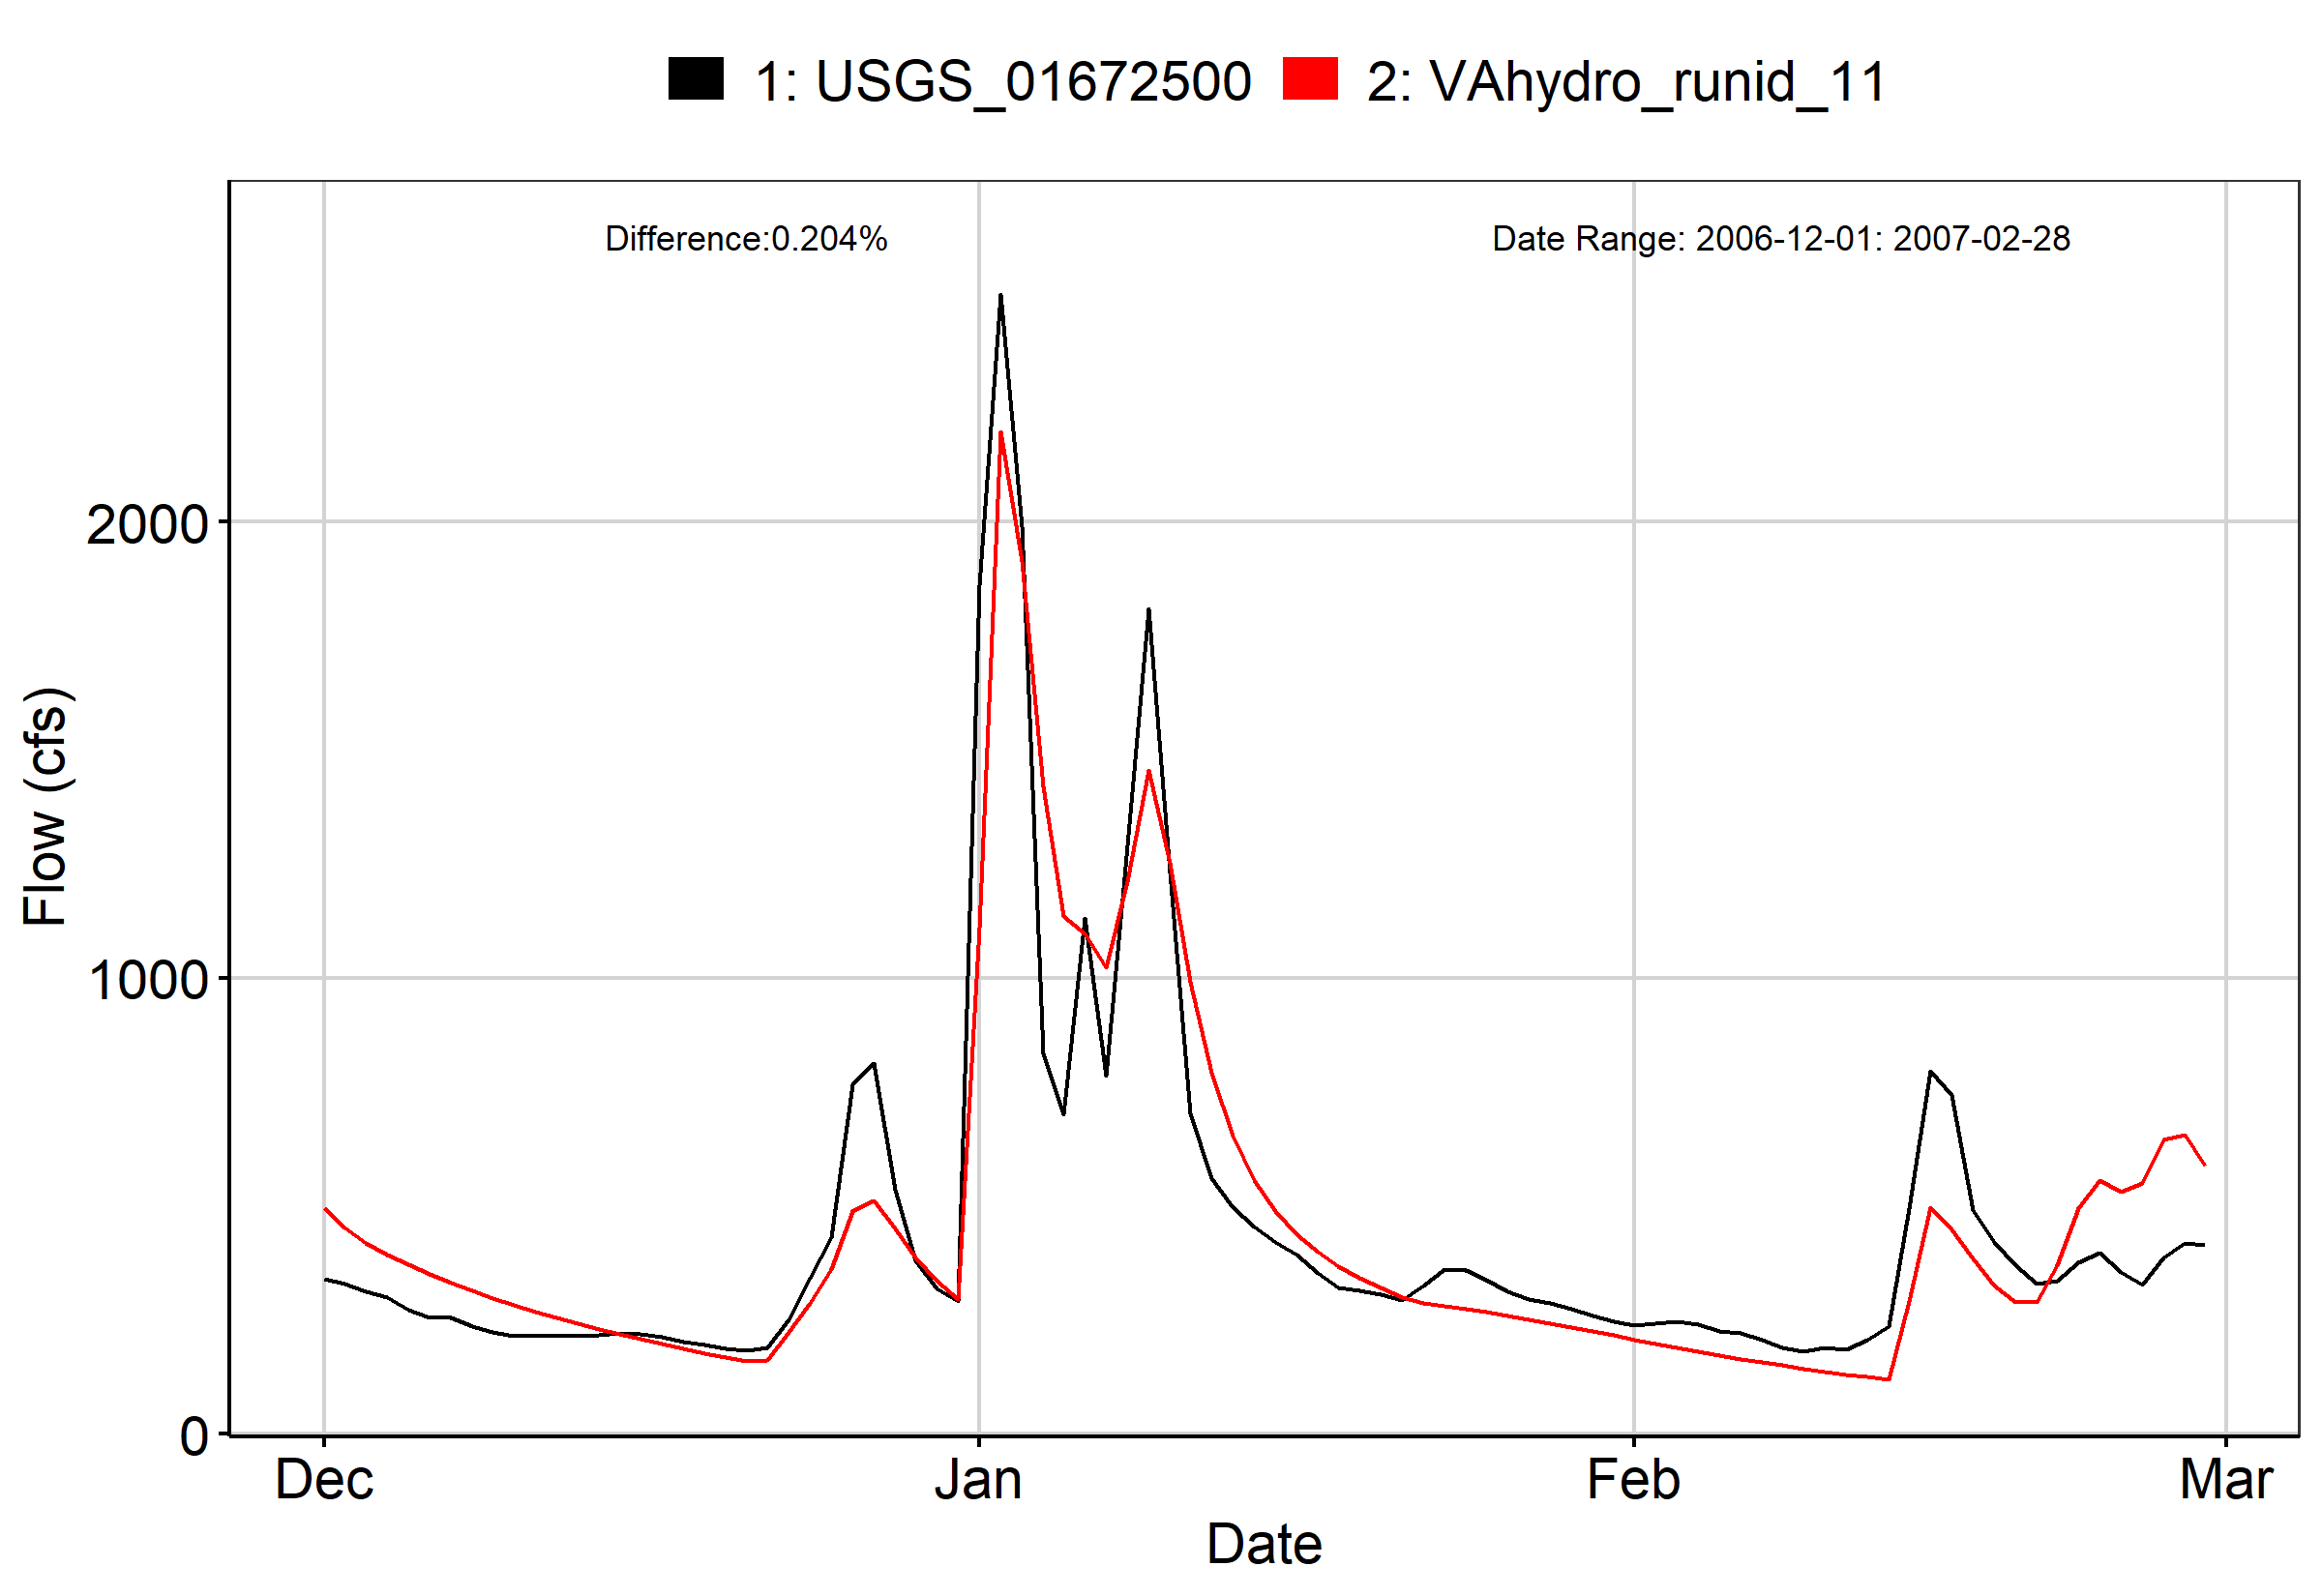 1: USGS_01672500 2: VAhydro_runid_11
Difference:0.204% Date Range: 2006-12-01: 2007-02-28
Flow (cfs)
2000
1000
0
Dec Jan Feb Mar
Date